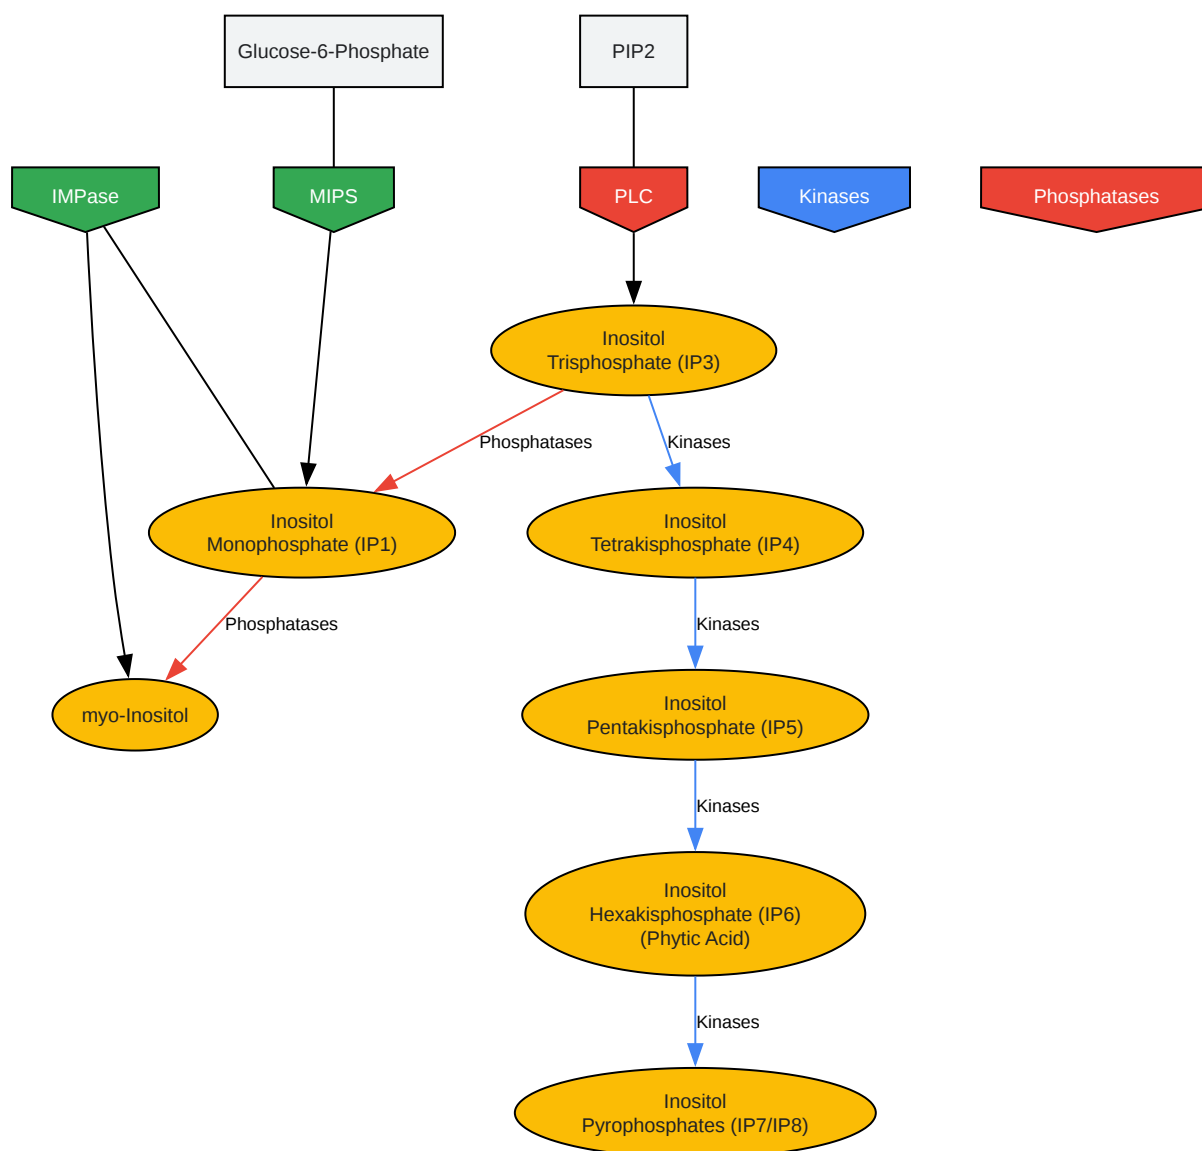 Glucose-6-Phosphate
PIP2
IMPase
MIPS
PLC
Kinases
Phosphatases
Inositol
Trisphosphate (IP3)
Phosphatases
Kinases
Inositol
Monophosphate (IP1)
Inositol
Tetrakisphosphate (IP4)
Phosphatases
Kinases
myo-Inositol
Inositol
Pentakisphosphate (IP5)
Kinases
Inositol
Hexakisphosphate (IP6)
(Phytic Acid)
Kinases
Inositol
Pyrophosphates (IP7/IP8)